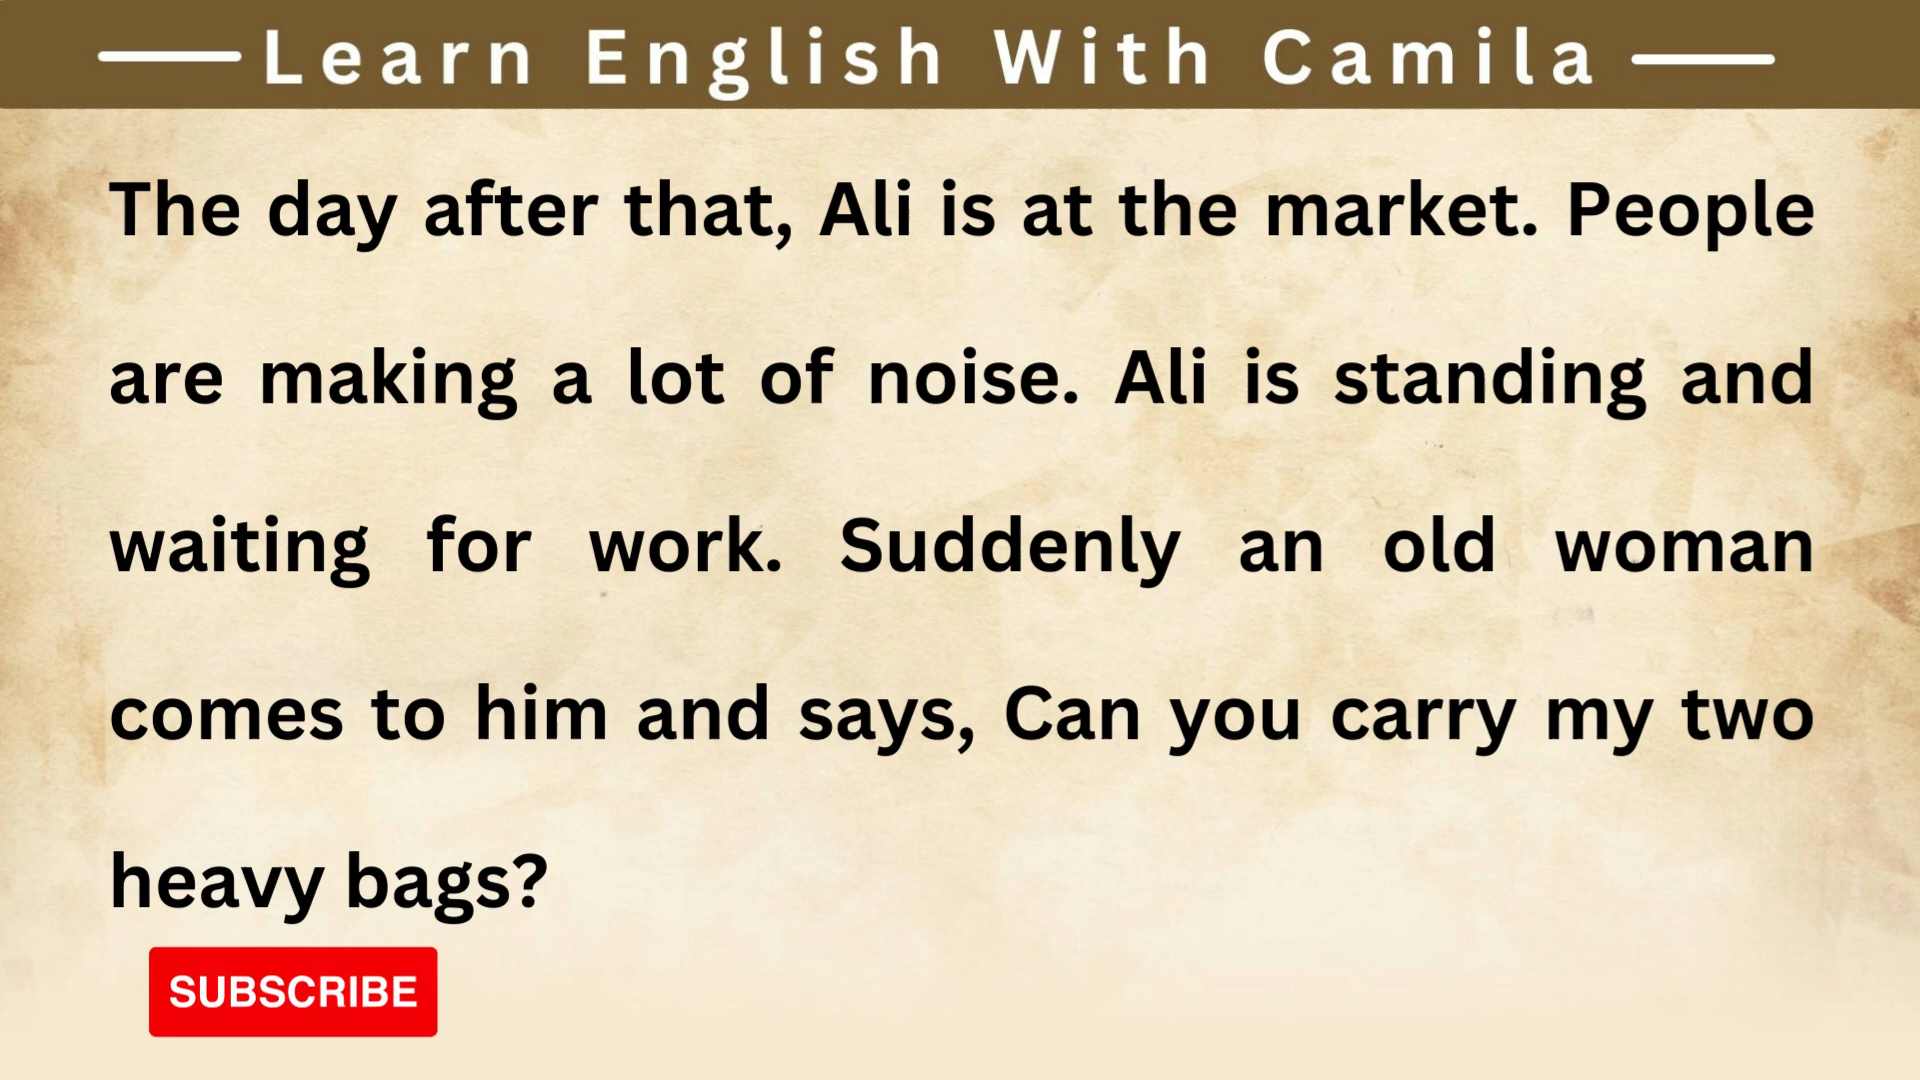 Learn English With Camila
The day after that, Ali is at the market. People
are making a lot of noise. Ali is standing and
waiting for work. Suddenly an old woman
comes to him and says, Can you carry my two
heavy bags?
SUBSCRIBE